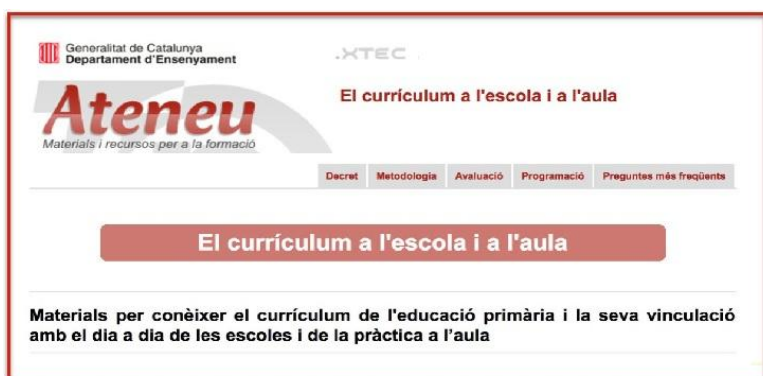 Generalitat de Catalunya
Departament d'Ensenyament
.XTEC
Ateneu
Materials i recursos per a la formació
El currículum a l'escola i a l'aula
Decret Metodologia Avaluació Programació Preguntes més freqüents
El currículum a l'escola i a l'aula
Materials per conèixer el currículum de l'educació primària i la seva vinculació
amb el dia a dia de les escoles i de la pràctica a l'aula